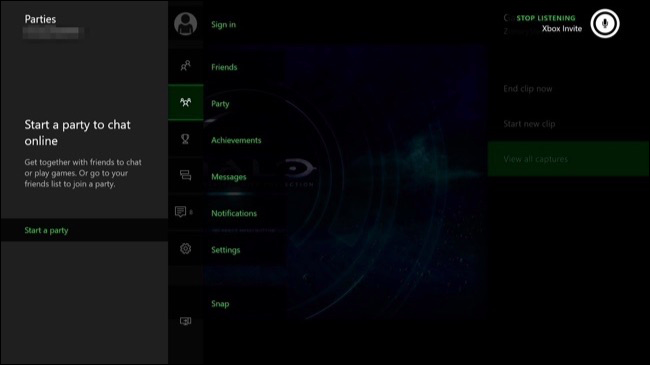 Parties
Start a party to chat
online
Get together with friends to chat
or play games. Or go to your
friends list to join a party.
Start a party
Sign in
Friends
Party
Achievements
Messages
Notifications
Settings
Snap
STOP LISTENING
Xbox Invite
End clip now
Start new clip
View all captures